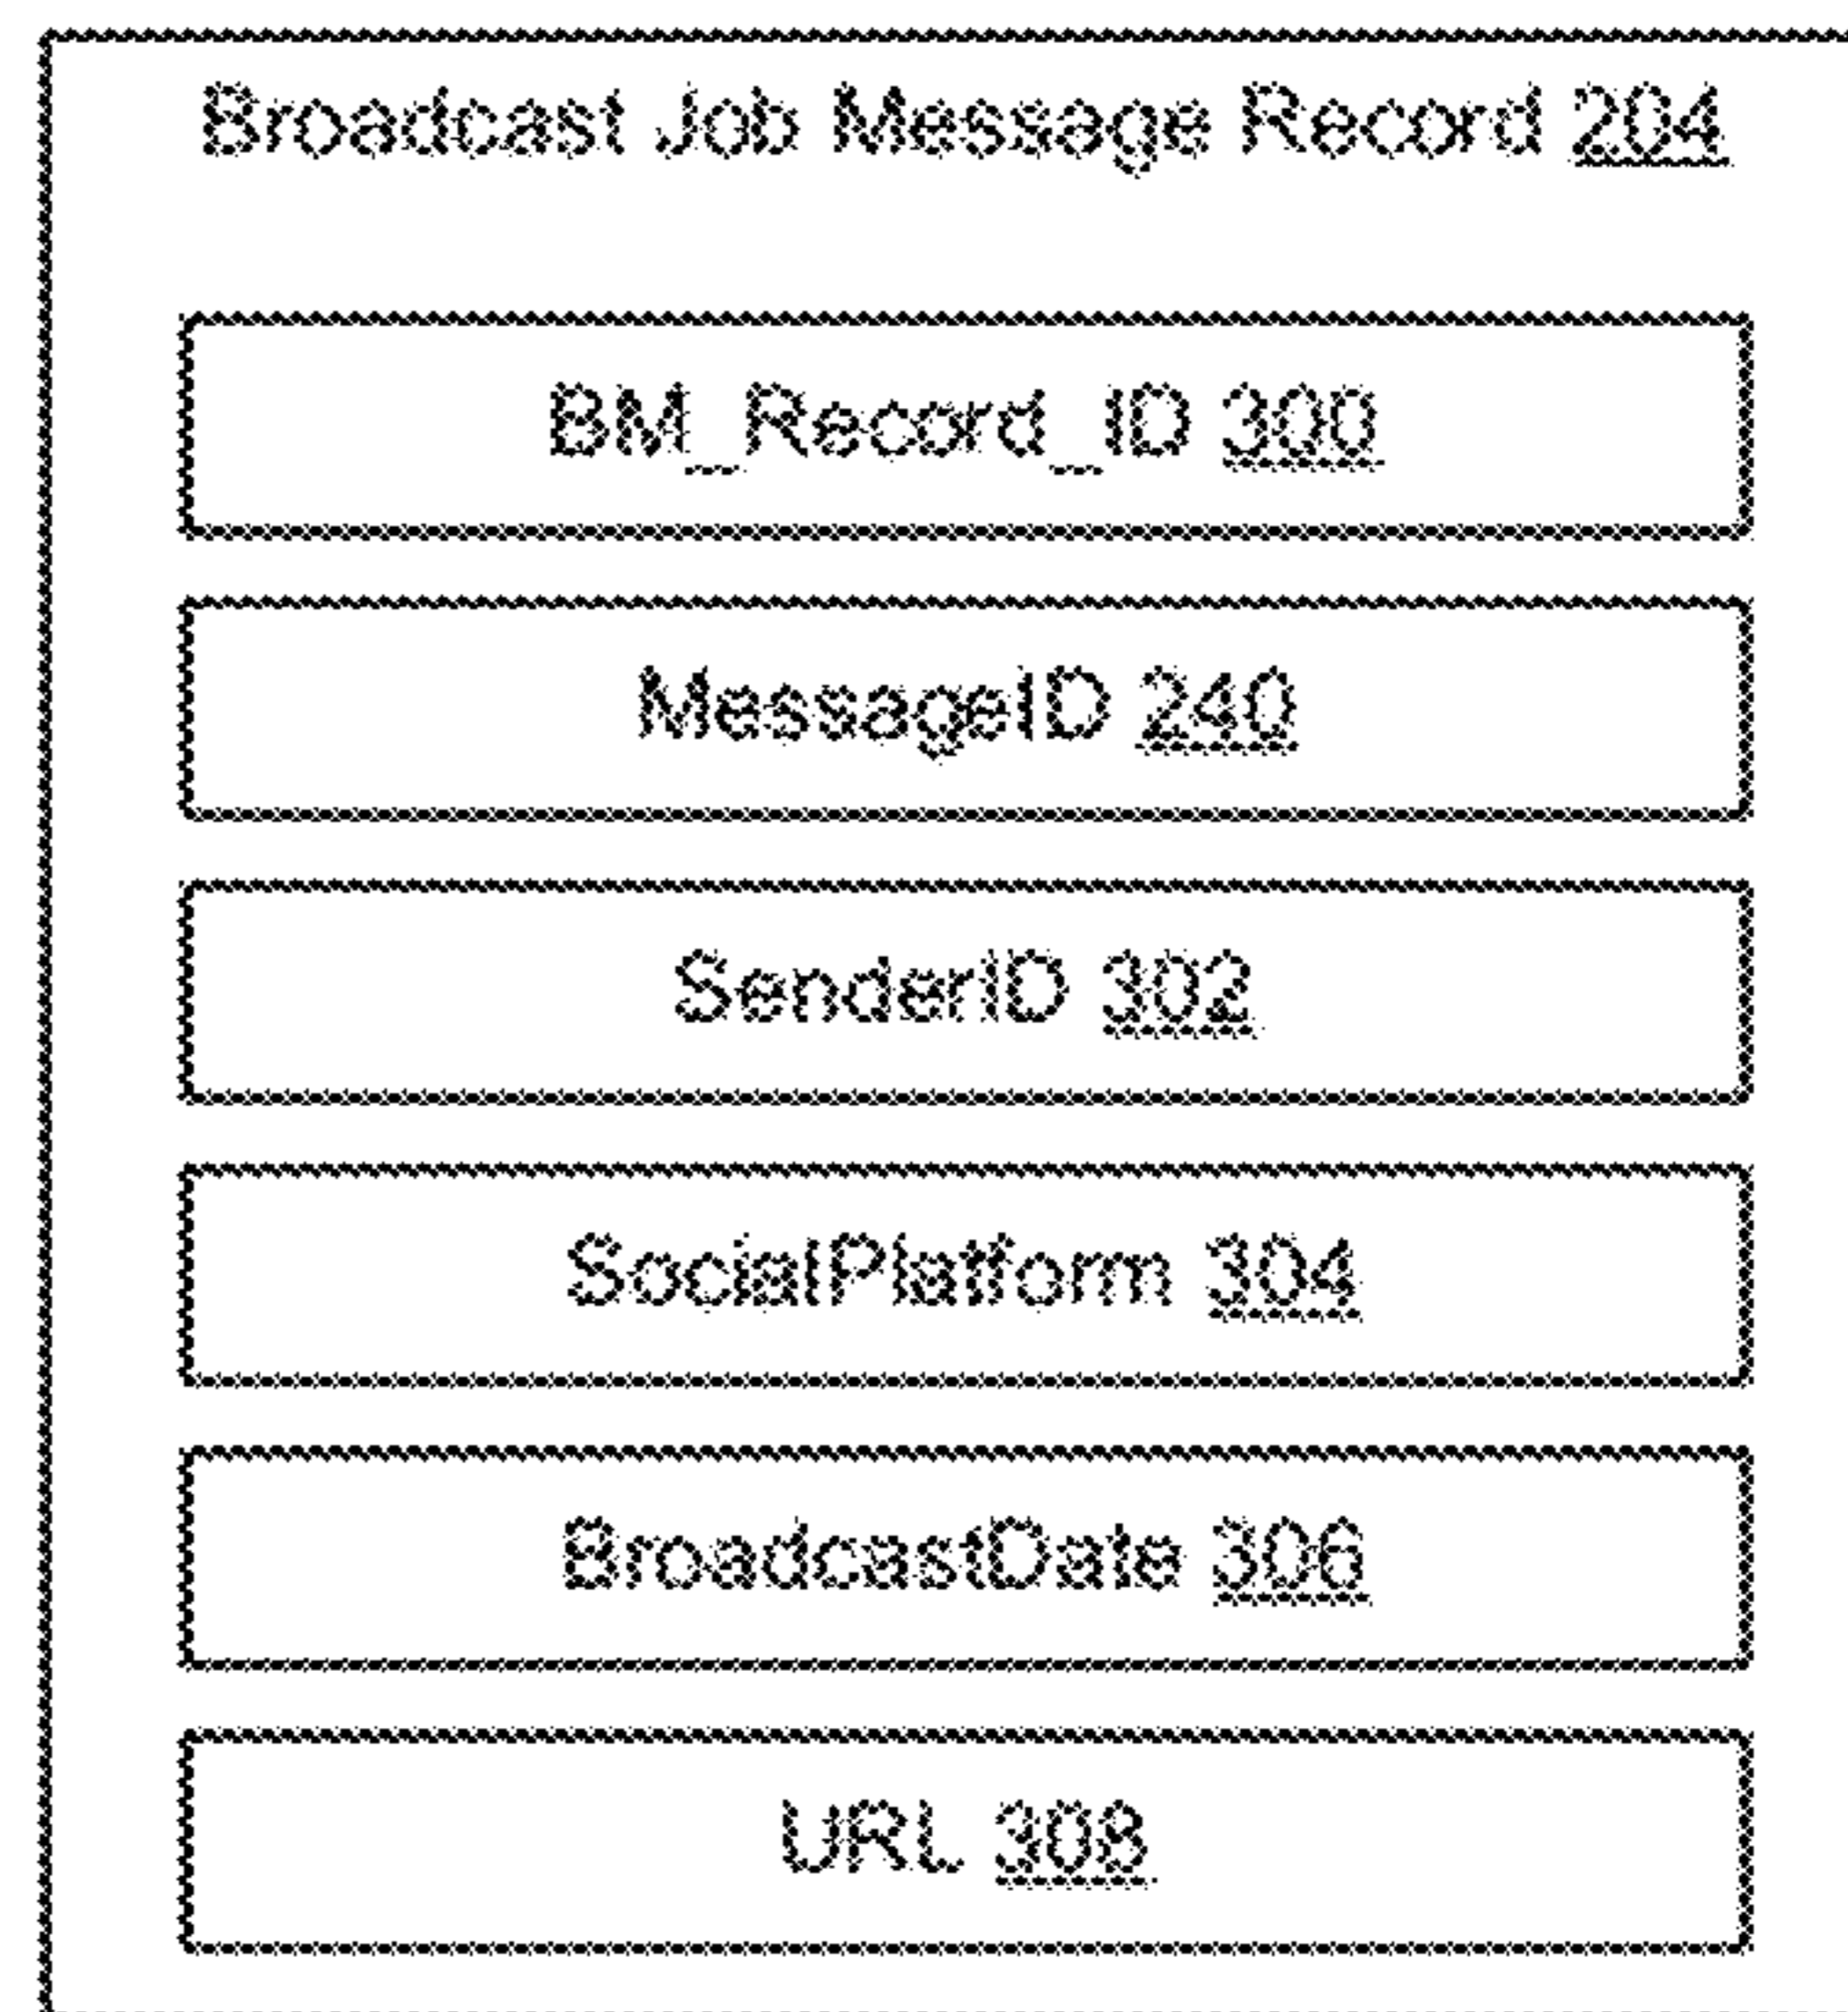 Broadcast Job Message Record 204
BM_Record_ID 300
MessageID 240
SenderID 302
SocialPlatform 304
BroadcastDate 306
URL 308